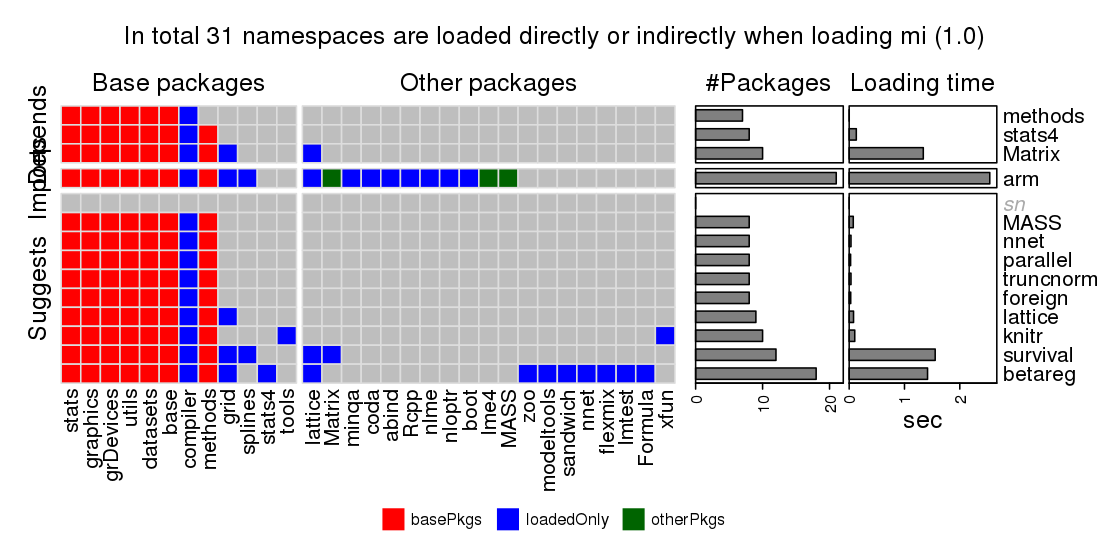 In total 31 namespaces are loaded directly or indirectly when loading mi (1.0)
Base packages
Other packages
#Packages
Loading time
Depends
Imports
Suggests
methods
stats4
Matrix
arm
sn
MASS
nnet
parallel
truncnorm
foreign
lattice
knitr
survival
betareg
stats
graphics
grDevices
utils
datasets
base
compiler
methods
grid
splines
stats4
tools
lattice
Matrix
minqa
coda
abind
Rcpp
nlme
nloptr
boot
lme4
MASS
zoo
modeltools
sandwich
nnet
flexmix
lmtest
Formula
xfun
0
10
20
0
1
2
sec
basePkgs
loadedOnly
otherPkgs